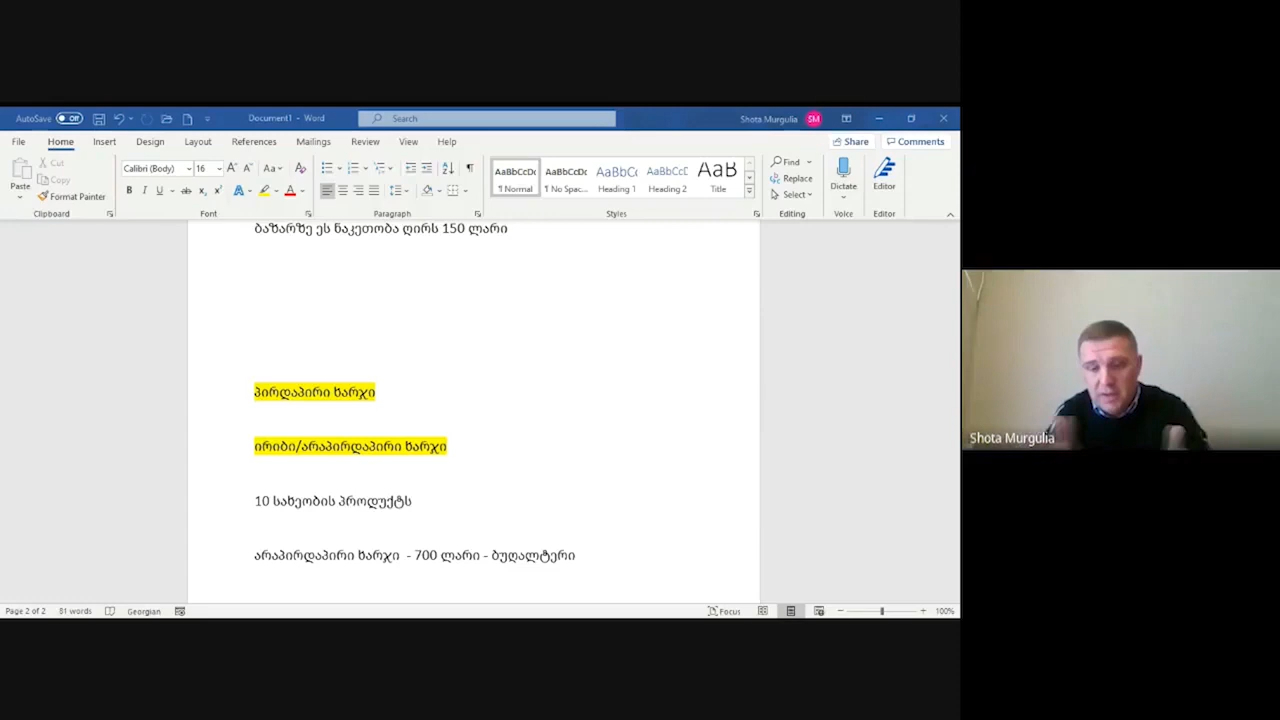 AutoSave Off Document1 - Word Search Shota Murgulia SM
File Home Insert Design Layout References Mailings Review View Help Share Comments
Paste Cut Copy Format Painter Clipboard
Calibri (Body) 16 Font
Paragraph
AaBbCcDc AaBbCcDc AaBbCc AaBbCcD AaB
¶ Normal ¶ No Spac... Heading 1 Heading 2 Title
Styles
Find Replace Select Editing
Dictate Voice
Editor Editor
ბაზარზე ეს ნაკეთობა ღირს 150 ლარი
პირდაპირი ხარჯი
ირიბი/არაპირდაპირი ხარჯი
10 სახეობის პროდუქტს
არაპირდაპირი ხარჯი - 700 ლარი - ბუღალტერი
Page 2 of 2 81 words Georgian Focus 100%
Shota Murgulia